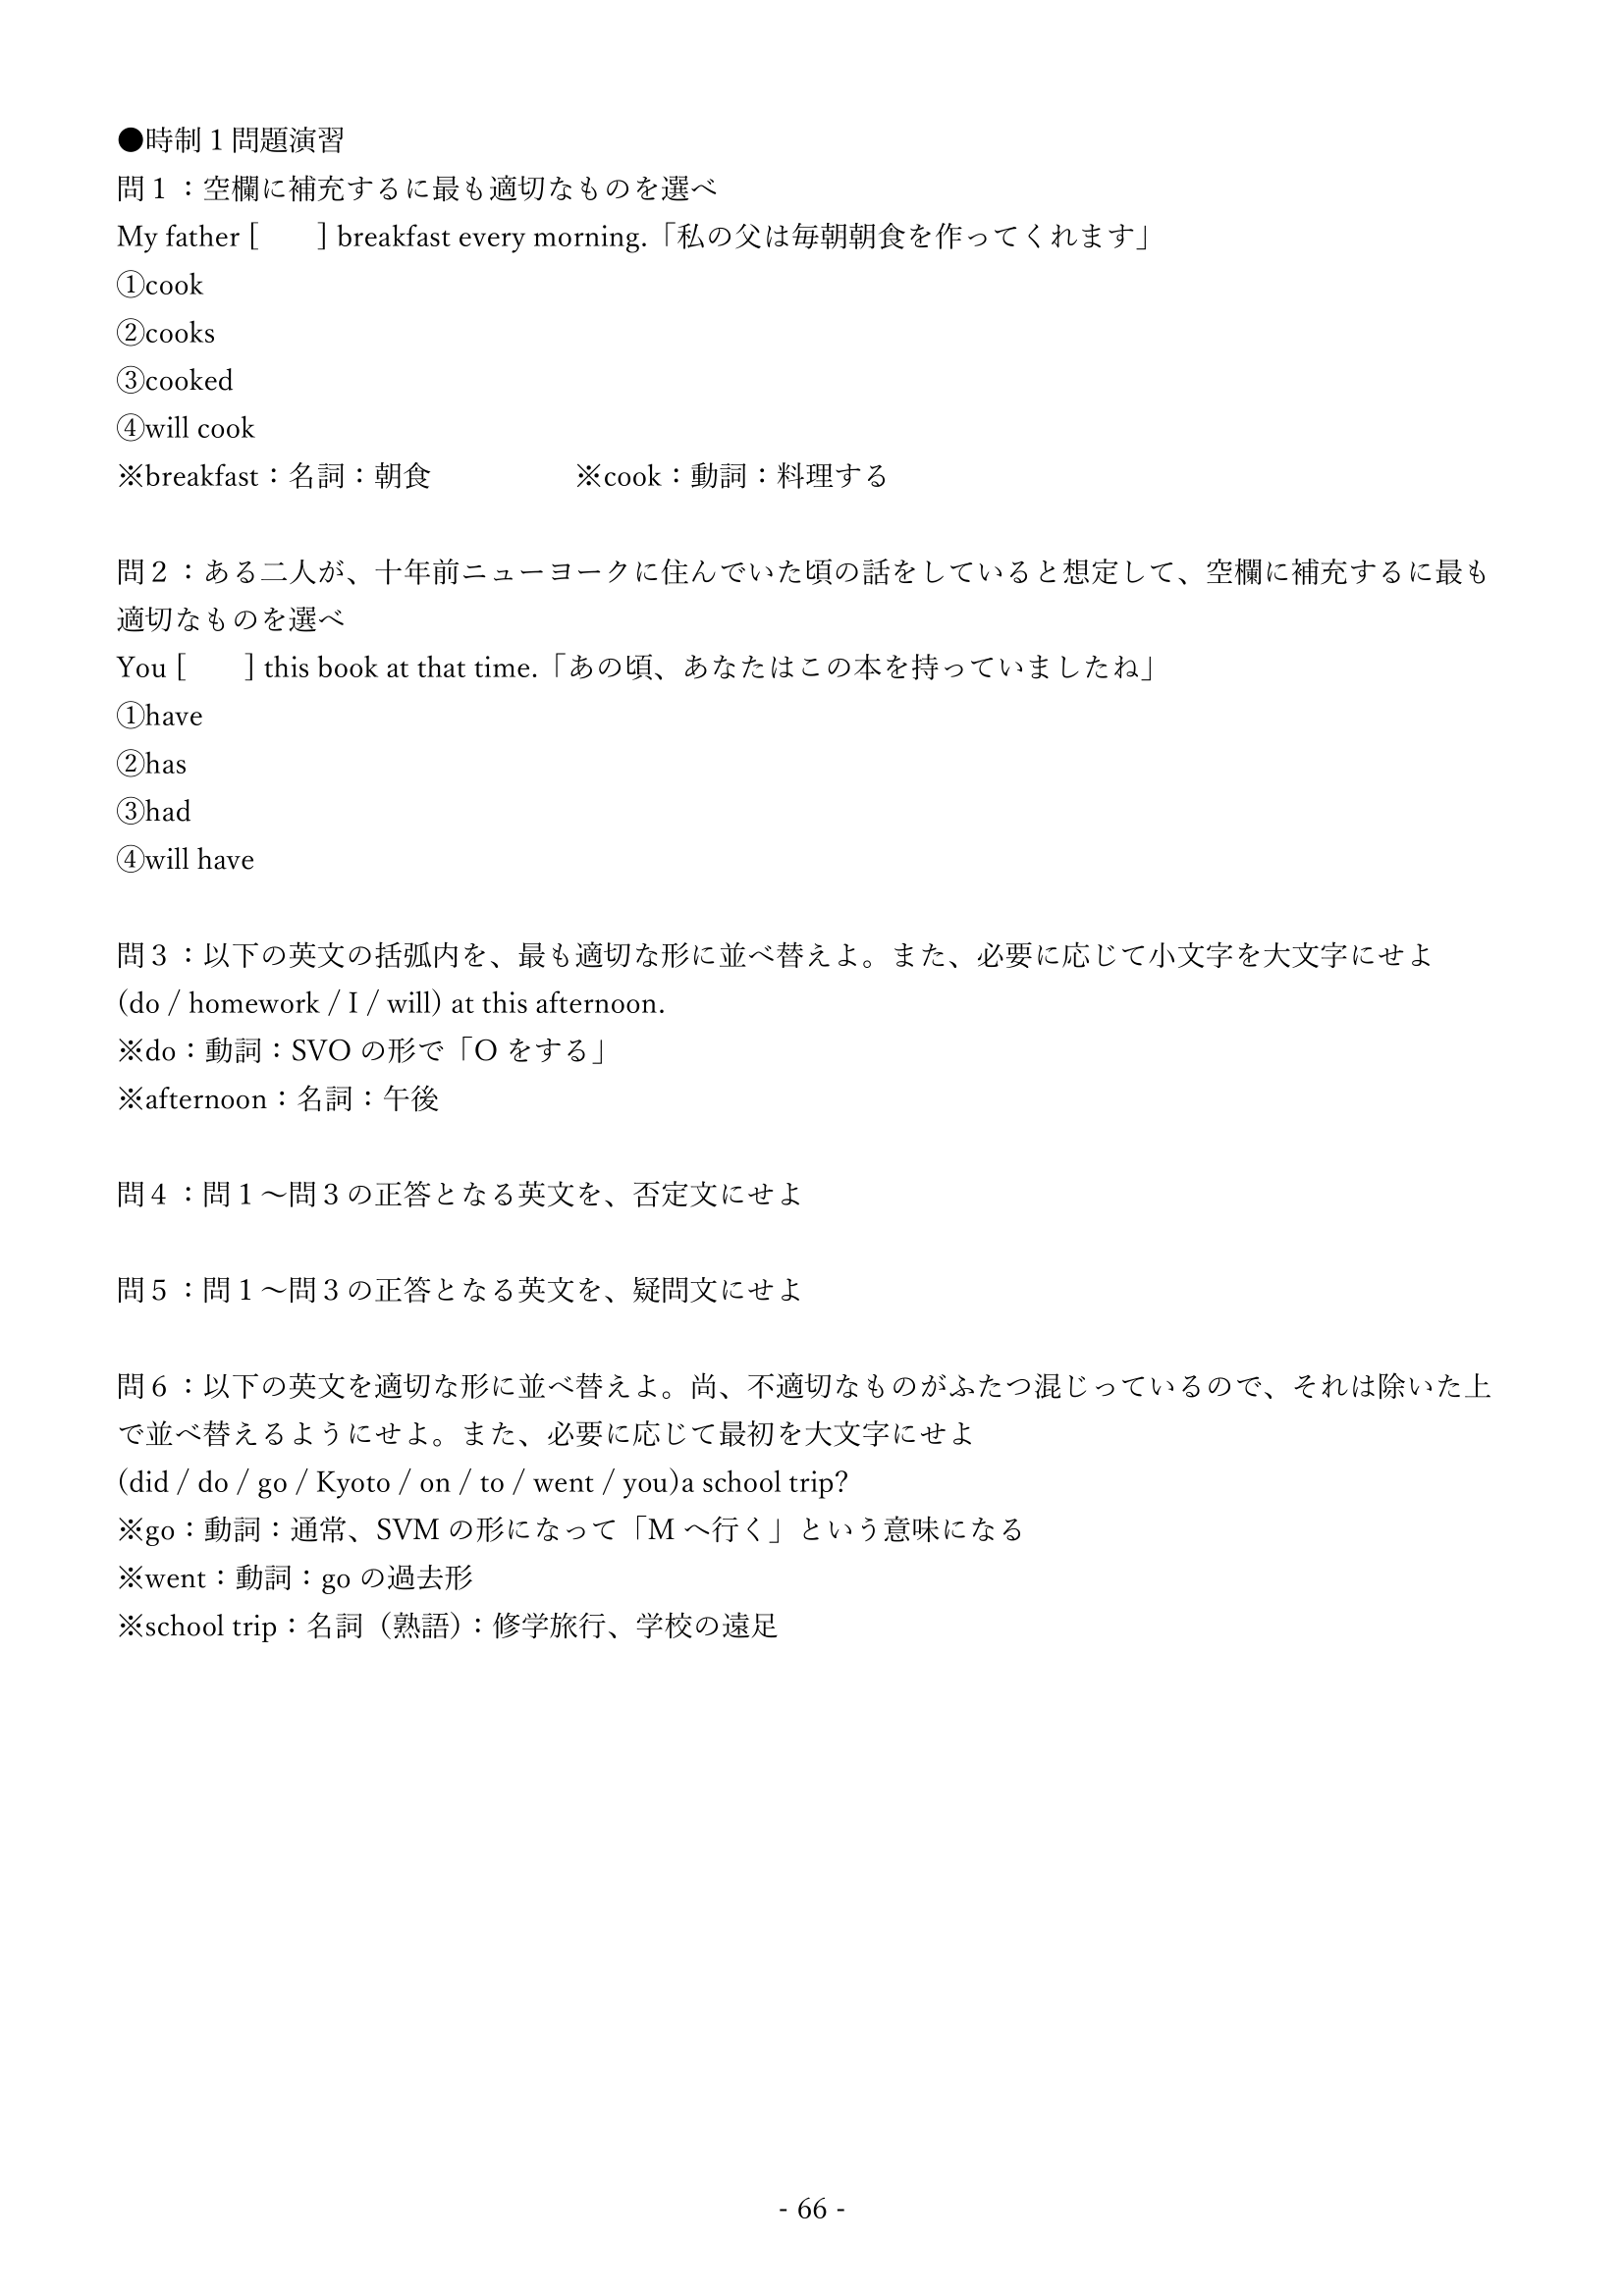 ●時制１問題演習
問１：空欄に補充するに最も適切なものを選べ
My father [　　] breakfast every morning.「私の父は毎朝朝食を作ってくれます」
①cook
②cooks
③cooked
④will cook
※breakfast：名詞：朝食　　　　　※cook：動詞：料理する
問２：ある二人が、十年前ニューヨークに住んでいた頃の話をしていると想定して、空欄に補充するに最も
適切なものを選べ
You [　　] this book at that time.「あの頃、あなたはこの本を持っていましたね」
①have
②has
③had
④will have
問３：以下の英文の括弧内を、最も適切な形に並べ替えよ。また、必要に応じて小文字を大文字にせよ
(do / homework / I / will) at this afternoon.
※do：動詞：SVO の形で「O をする」
※afternoon：名詞：午後
問４：問１～問３の正答となる英文を、否定文にせよ
問５：問１～問３の正答となる英文を、疑問文にせよ
問６：以下の英文を適切な形に並べ替えよ。尚、不適切なものがふたつ混じっているので、それは除いた上
で並べ替えるようにせよ。また、必要に応じて最初を大文字にせよ
(did / do / go / Kyoto / on / to / went / you)a school trip?
※go：動詞：通常、SVM の形になって「M へ行く」という意味になる
※went：動詞：go の過去形
※school trip：名詞（熟語）：修学旅行、学校の遠足
- 66 -